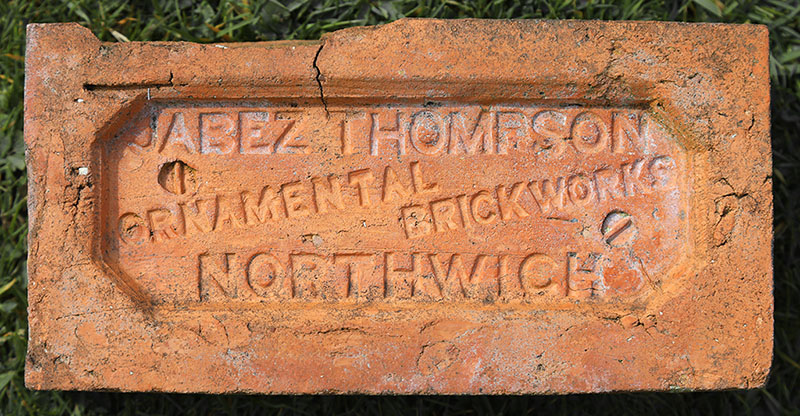 JABEZ THOMPSON
ORNAMENTAL BRICKWORKS
NORTHWICH